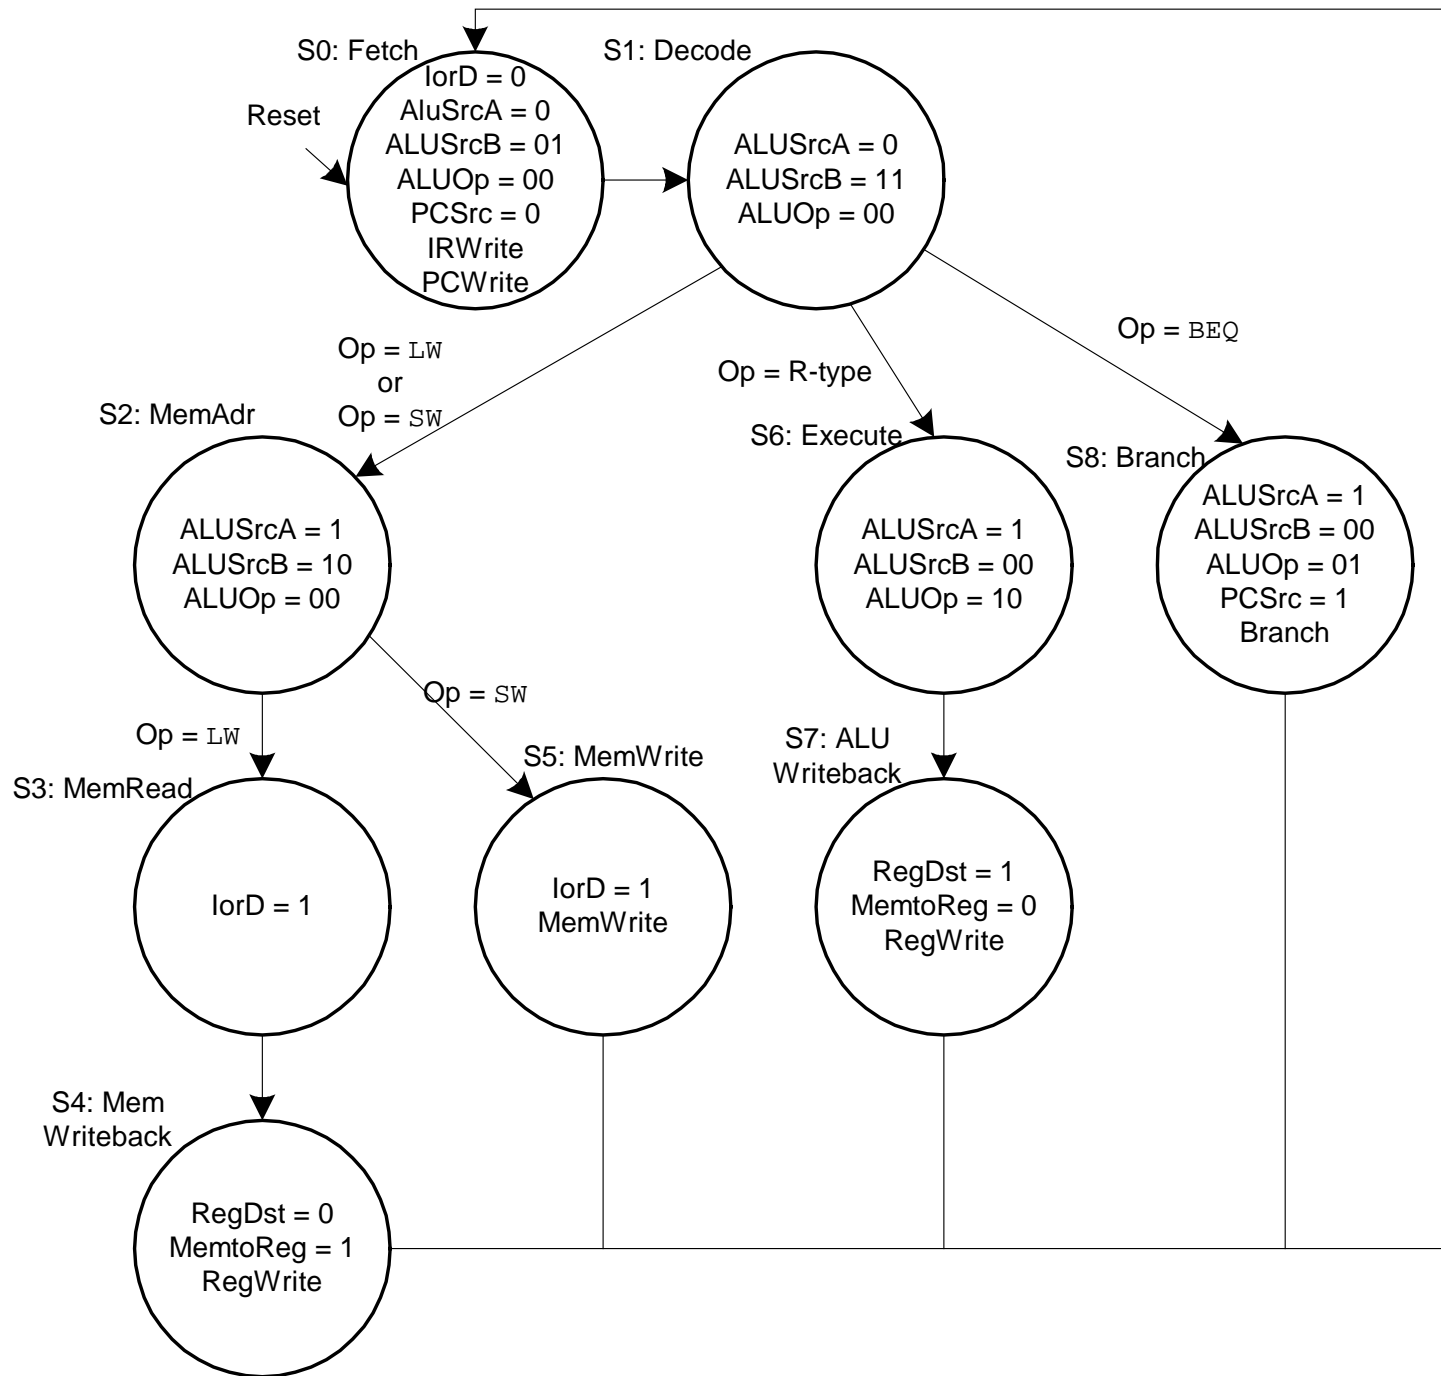 S0: Fetch
IorD = 0
AluSrcA = 0
ALUSrcB = 01
ALUOp = 00
PCSrc = 0
IRWrite
PCWrite
Reset
S1: Decode
ALUSrcA = 0
ALUSrcB = 11
ALUOp = 00
Op = LW
or
Op = SW
Op = R-type
Op = BEQ
S2: MemAdr
ALUSrcA = 1
ALUSrcB = 10
ALUOp = 00
S6: Execute
ALUSrcA = 1
ALUSrcB = 00
ALUOp = 10
S8: Branch
ALUSrcA = 1
ALUSrcB = 00
ALUOp = 01
PCSrc = 1
Branch
Op = LW
Op = SW
S3: MemRead
IorD = 1
S5: MemWrite
IorD = 1
MemWrite
S7: ALU
Writeback
RegDst = 1
MemtoReg = 0
RegWrite
S4: Mem
Writeback
RegDst = 0
MemtoReg = 1
RegWrite